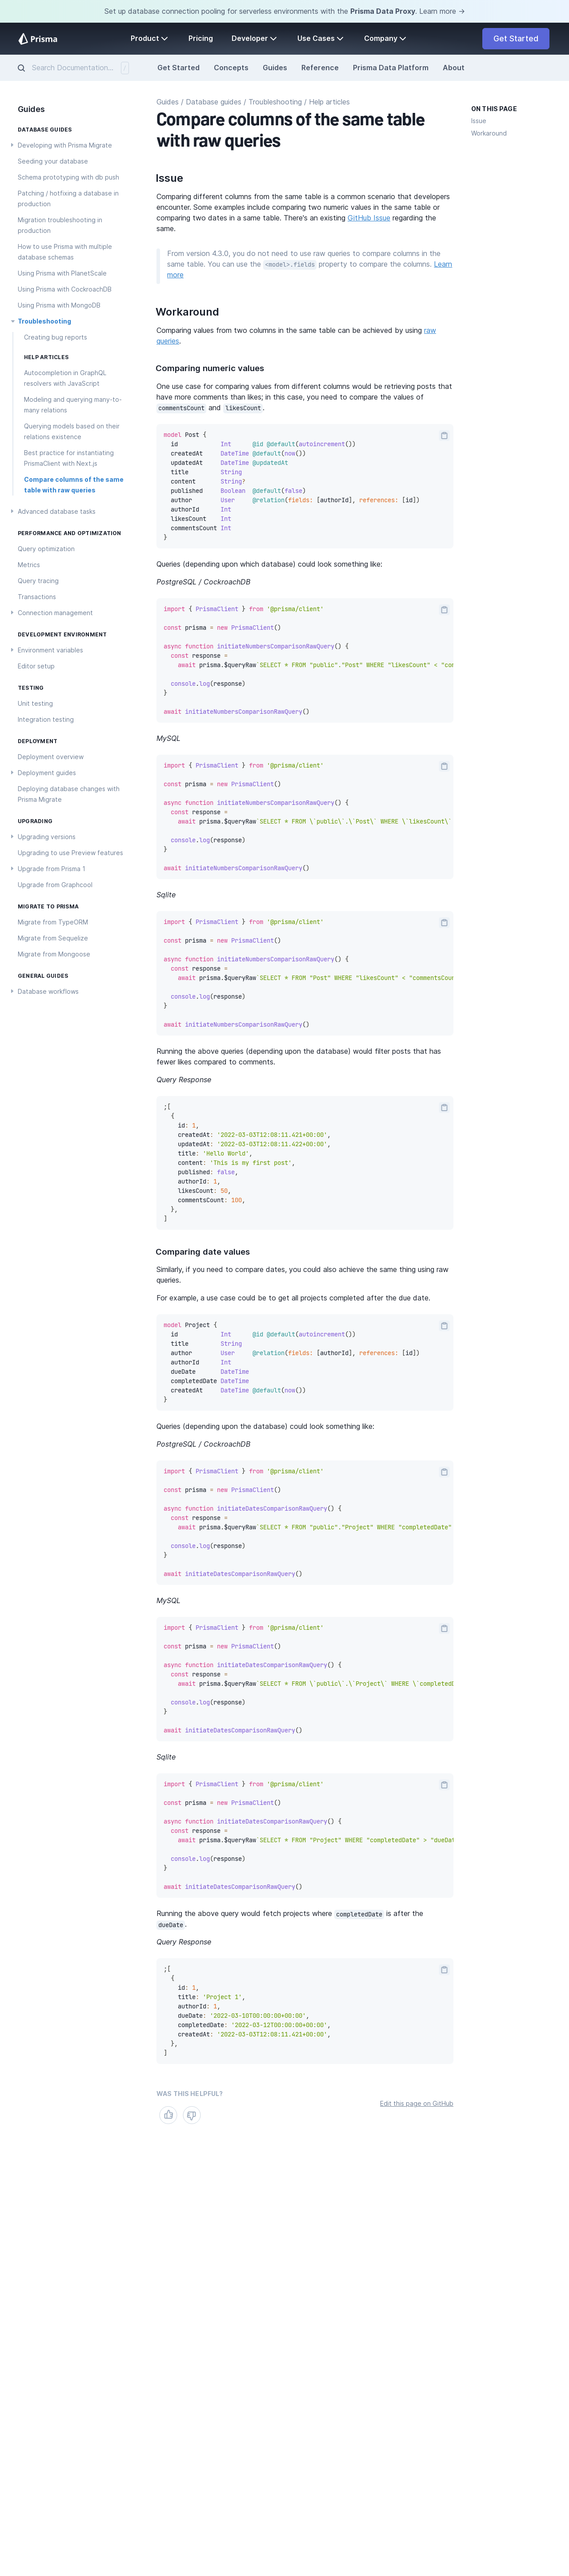 Set up database connection pooling for serverless environments with the Prisma Data Proxy. Learn more →
Prisma
Product
Pricing
Developer
Use Cases
Company
Get Started
Search Documentation...
/
Get Started
Concepts
Guides
Reference
Prisma Data Platform
About
Guides
DATABASE GUIDES
Developing with Prisma Migrate
Seeding your database
Schema prototyping with db push
Patching / hotfixing a database in
production
Migration troubleshooting in
production
How to use Prisma with multiple
database schemas
Using Prisma with PlanetScale
Using Prisma with CockroachDB
Using Prisma with MongoDB
Troubleshooting
Creating bug reports
HELP ARTICLES
Autocompletion in GraphQL
resolvers with JavaScript
Modeling and querying many-to-
many relations
Querying models based on their
relations existence
Best practice for instantiating
PrismaClient with Next.js
Compare columns of the same
table with raw queries
Advanced database tasks
PERFORMANCE AND OPTIMIZATION
Query optimization
Metrics
Query tracing
Transactions
Connection management
DEVELOPMENT ENVIRONMENT
Environment variables
Editor setup
TESTING
Unit testing
Integration testing
DEPLOYMENT
Deployment overview
Deployment guides
Deploying database changes with
Prisma Migrate
UPGRADING
Upgrading versions
Upgrading to use Preview features
Upgrade from Prisma 1
Upgrade from Graphcool
MIGRATE TO PRISMA
Migrate from TypeORM
Migrate from Sequelize
Migrate from Mongoose
GENERAL GUIDES
Database workflows
Guides / Database guides / Troubleshooting / Help articles
Compare columns of the same table
with raw queries
Issue
Comparing different columns from the same table is a common scenario that developers
encounter. Some examples include comparing two numeric values in the same table or
comparing two dates in a same table. There's an existing GitHub Issue regarding the
same.
From version 4.3.0, you do not need to use raw queries to compare columns in the
same table. You can use the <model>.fields property to compare the columns. Learn
more
Workaround
Comparing values from two columns in the same table can be achieved by using raw
queries.
Comparing numeric values
One use case for comparing values from different columns would be retrieving posts that
have more comments than likes; in this case, you need to compare the values of
commentsCount and likesCount.
model Post {
id Int @id @default(autoincrement())
createdAt DateTime @default(now())
updatedAt DateTime @updatedAt
title String
content String?
published Boolean @default(false)
author User @relation(fields: [authorId], references: [id])
authorId Int
likesCount Int
commentsCount Int
}
Queries (depending upon which database) could look something like:
PostgreSQL / CockroachDB
import { PrismaClient } from '@prisma/client'
const prisma = new PrismaClient()
async function initiateNumbersComparisonRawQuery() {
const response =
await prisma.$queryRaw`SELECT * FROM "public"."Post" WHERE "likesCount" < "com
console.log(response)
}
await initiateNumbersComparisonRawQuery()
MySQL
import { PrismaClient } from '@prisma/client'
const prisma = new PrismaClient()
async function initiateNumbersComparisonRawQuery() {
const response =
await prisma.$queryRaw`SELECT * FROM \`public\`.\`Post\` WHERE \`likesCount\`
console.log(response)
}
await initiateNumbersComparisonRawQuery()
Sqlite
import { PrismaClient } from '@prisma/client'
const prisma = new PrismaClient()
async function initiateNumbersComparisonRawQuery() {
const response =
await prisma.$queryRaw`SELECT * FROM "Post" WHERE "likesCount" < "commentsCoun
console.log(response)
}
await initiateNumbersComparisonRawQuery()
Running the above queries (depending upon the database) would filter posts that has
fewer likes compared to comments.
Query Response
;[
{
id: 1,
createdAt: '2022-03-03T12:08:11.421+00:00',
updatedAt: '2022-03-03T12:08:11.422+00:00',
title: 'Hello World',
content: 'This is my first post',
published: false,
authorId: 1,
likesCount: 50,
commentsCount: 100,
},
]
Comparing date values
Similarly, if you need to compare dates, you could also achieve the same thing using raw
queries.
For example, a use case could be to get all projects completed after the due date.
model Project {
id Int @id @default(autoincrement())
title String
author User @relation(fields: [authorId], references: [id])
authorId Int
dueDate DateTime
completedDate DateTime
createdAt DateTime @default(now())
}
Queries (depending upon the database) could look something like:
PostgreSQL / CockroachDB
import { PrismaClient } from '@prisma/client'
const prisma = new PrismaClient()
async function initiateDatesComparisonRawQuery() {
const response =
await prisma.$queryRaw`SELECT * FROM "public"."Project" WHERE "completedDate"
console.log(response)
}
await initiateDatesComparisonRawQuery()
MySQL
import { PrismaClient } from '@prisma/client'
const prisma = new PrismaClient()
async function initiateDatesComparisonRawQuery() {
const response =
await prisma.$queryRaw`SELECT * FROM \`public\`.\`Project\` WHERE \`completedD
console.log(response)
}
await initiateDatesComparisonRawQuery()
Sqlite
import { PrismaClient } from '@prisma/client'
const prisma = new PrismaClient()
async function initiateDatesComparisonRawQuery() {
const response =
await prisma.$queryRaw`SELECT * FROM "Project" WHERE "completedDate" > "dueDat
console.log(response)
}
await initiateDatesComparisonRawQuery()
Running the above query would fetch projects where completedDate is after the
dueDate.
Query Response
;[
{
id: 1,
title: 'Project 1',
authorId: 1,
dueDate: '2022-03-10T00:00:00+00:00',
completedDate: '2022-03-12T00:00:00+00:00',
createdAt: '2022-03-03T12:08:11.421+00:00',
},
]
WAS THIS HELPFUL?
Edit this page on GitHub
ON THIS PAGE
Issue
Workaround